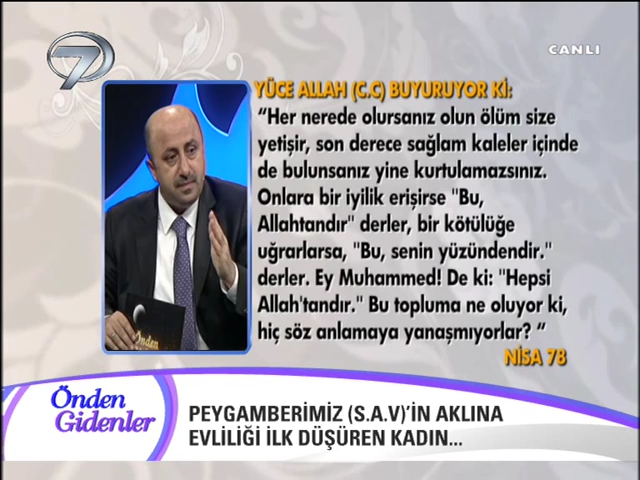 7
CANLI
YÜCE ALLAH (C.C) BUYURUYOR Kİ:
“Her nerede olursanız olun ölüm size
yetişir, son derece sağlam kaleler içinde
de bulunsanız yine kurtulamazsınız.
Onlara bir iyilik erişirse "Bu,
Allahtandır" derler, bir kötülüğe
uğrarlarsa, "Bu, senin yüzündendir."
derler. Ey Muhammed! De ki: "Hepsi
Allah'tandır." Bu topluma ne oluyor ki,
hiç söz anlamaya yanaşmıyorlar? “
NİSA 78
Önden
Önden
Gidenler
PEYGAMBERİMİZ (S.A.V)’İN AKLINA
EVLİLİĞİ İLK DÜŞÜREN KADIN...